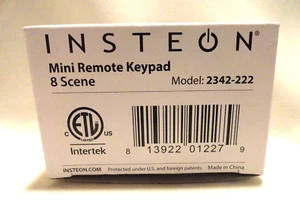 INSTEON®
Mini Remote Keypad
8 Scene Model: 2342-222
ETL
C US
Intertek
8 13922 01227 9
INSTEON.COM Protected under U.S. and foreign patents Made in China